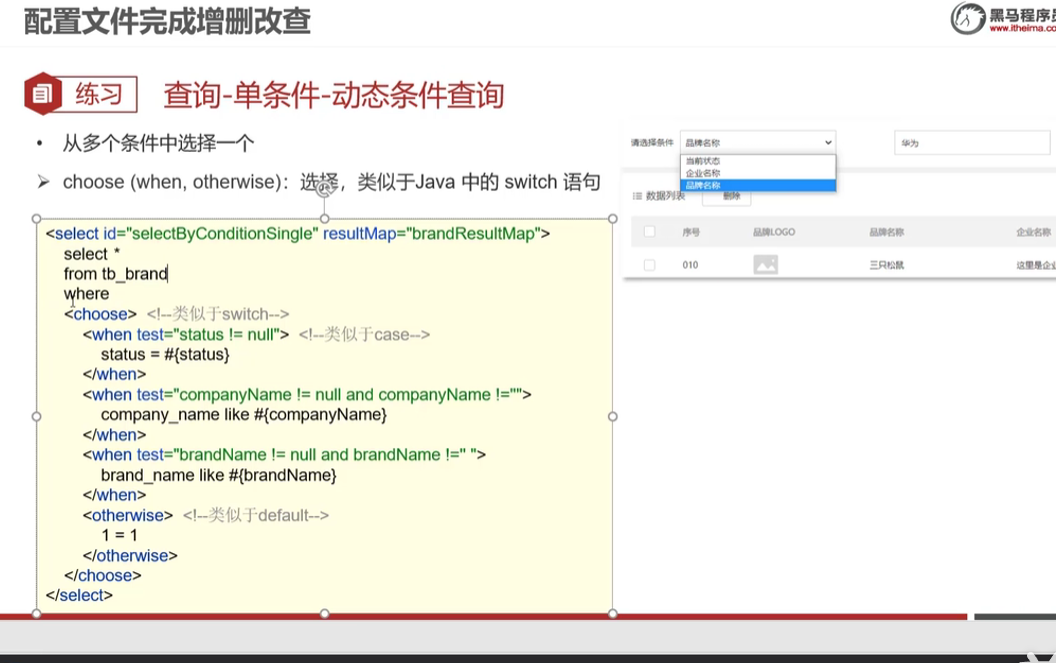 配置文件完成增删改查
黑马程序员
www.itheima.co
练习
查询-单条件-动态条件查询
• 从多个条件中选择一个
➢ choose (when, otherwise)：选择，类似于Java 中的 switch 语句
<select id="selectByConditionSingle" resultMap="brandResultMap">
select *
from tb_brand
where
<choose> <!--类似于switch-->
<when test="status != null"> <!--类似于case-->
status = #{status}
</when>
<when test="companyName != null and companyName !=""">
company_name like #{companyName}
</when>
<when test="brandName != null and brandName !=" ">
brand_name like #{brandName}
</when>
<otherwise> <!--类似于default-->
1 = 1
</otherwise>
</choose>
</select>
请选择条件 品牌名称 华为
当前状态
企业名称
品牌名称
数据列表 删除
序号 品牌LOGO 品牌名称 企业名称
010 三只松鼠 这里是企业